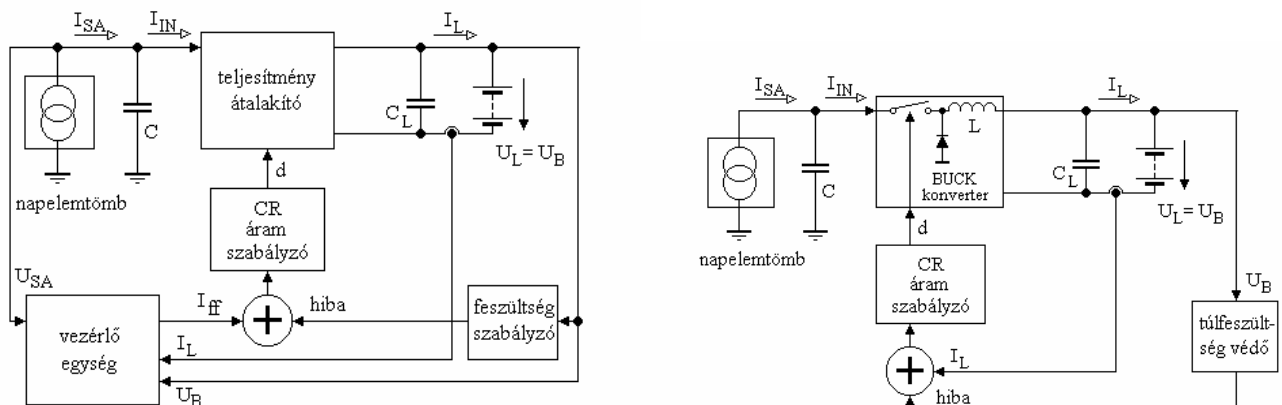 I_SA
I_IN
I_L
teljesítmény
átalakító
C
C_L
U_L = U_B
d
napelemtömb
CR
áram
szabályzó
U_SA
I_ff
hiba
feszültség
szabályzó
vezérlő
egység
I_L
U_B
I_SA
I_IN
I_L
L
BUCK
konverter
C
C_L
U_L = U_B
d
napelemtömb
CR
áram
szabályzó
U_B
túlfeszült-
ség védő
I_L
hiba